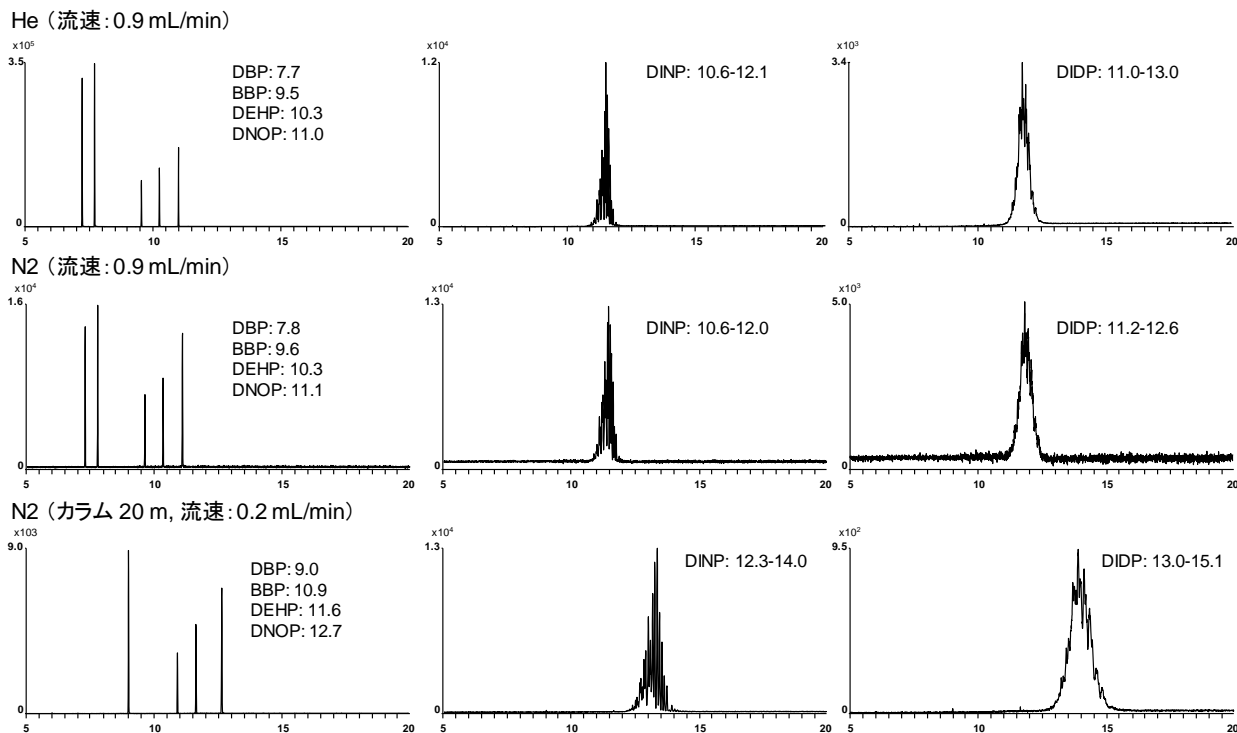 He （流速：0.9 mL/min）
x10⁵
3.5
0
5 10 15 20
DBP: 7.7
BBP: 9.5
DEHP: 10.3
DNOP: 11.0
x10⁴
1.2
0
5 10 15 20
DINP: 10.6-12.1
x10³
3.4
0
5 10 15 20
DIDP: 11.0-13.0
N2 （流速：0.9 mL/min）
x10⁴
1.6
0
5 10 15 20
DBP: 7.8
BBP: 9.6
DEHP: 10.3
DNOP: 11.1
x10⁴
1.3
0
5 10 15 20
DINP: 10.6-12.0
x10³
5.0
0
5 10 15 20
DIDP: 11.2-12.6
N2 （カラム 20 m, 流速：0.2 mL/min）
x103
9.0
0
5 10 15 20
DBP: 9.0
BBP: 10.9
DEHP: 11.6
DNOP: 12.7
x10⁴
1.3
0
5 10 15 20
DINP: 12.3-14.0
x10²
9.5
0
5 10 15 20
DIDP: 13.0-15.1